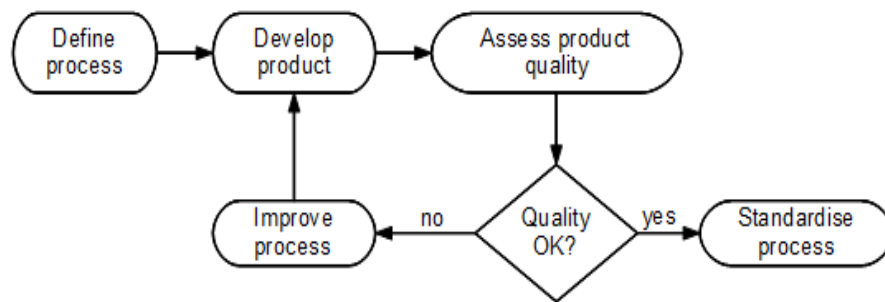 Define
process
Develop
product
Assess product
quality
Improve
process
no
Quality
OK?
yes
Standardise
process